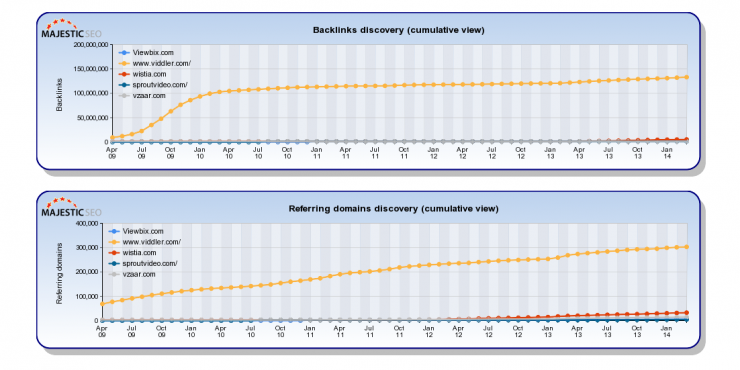 MAJESTIC SEO
Backlinks discovery (cumulative view)
Backlinks
200,000,000
150,000,000
100,000,000
50,000,000
0
Viewbix.com
www.viddler.com/
wistia.com
sproutvideo.com/
vzaar.com
Apr 09 Jul 09 Oct 09 Jan 10 Apr 10 Jul 10 Oct 10 Jan 11 Apr 11 Jul 11 Oct 11 Jan 12 Apr 12 Jul 12 Oct 12 Jan 13 Apr 13 Jul 13 Oct 13 Jan 14
MAJESTIC SEO
Referring domains discovery (cumulative view)
Referring domains
400,000
300,000
200,000
100,000
0
Viewbix.com
www.viddler.com/
wistia.com
sproutvideo.com/
vzaar.com
Apr 09 Jul 09 Oct 09 Jan 10 Apr 10 Jul 10 Oct 10 Jan 11 Apr 11 Jul 11 Oct 11 Jan 12 Apr 12 Jul 12 Oct 12 Jan 13 Apr 13 Jul 13 Oct 13 Jan 14